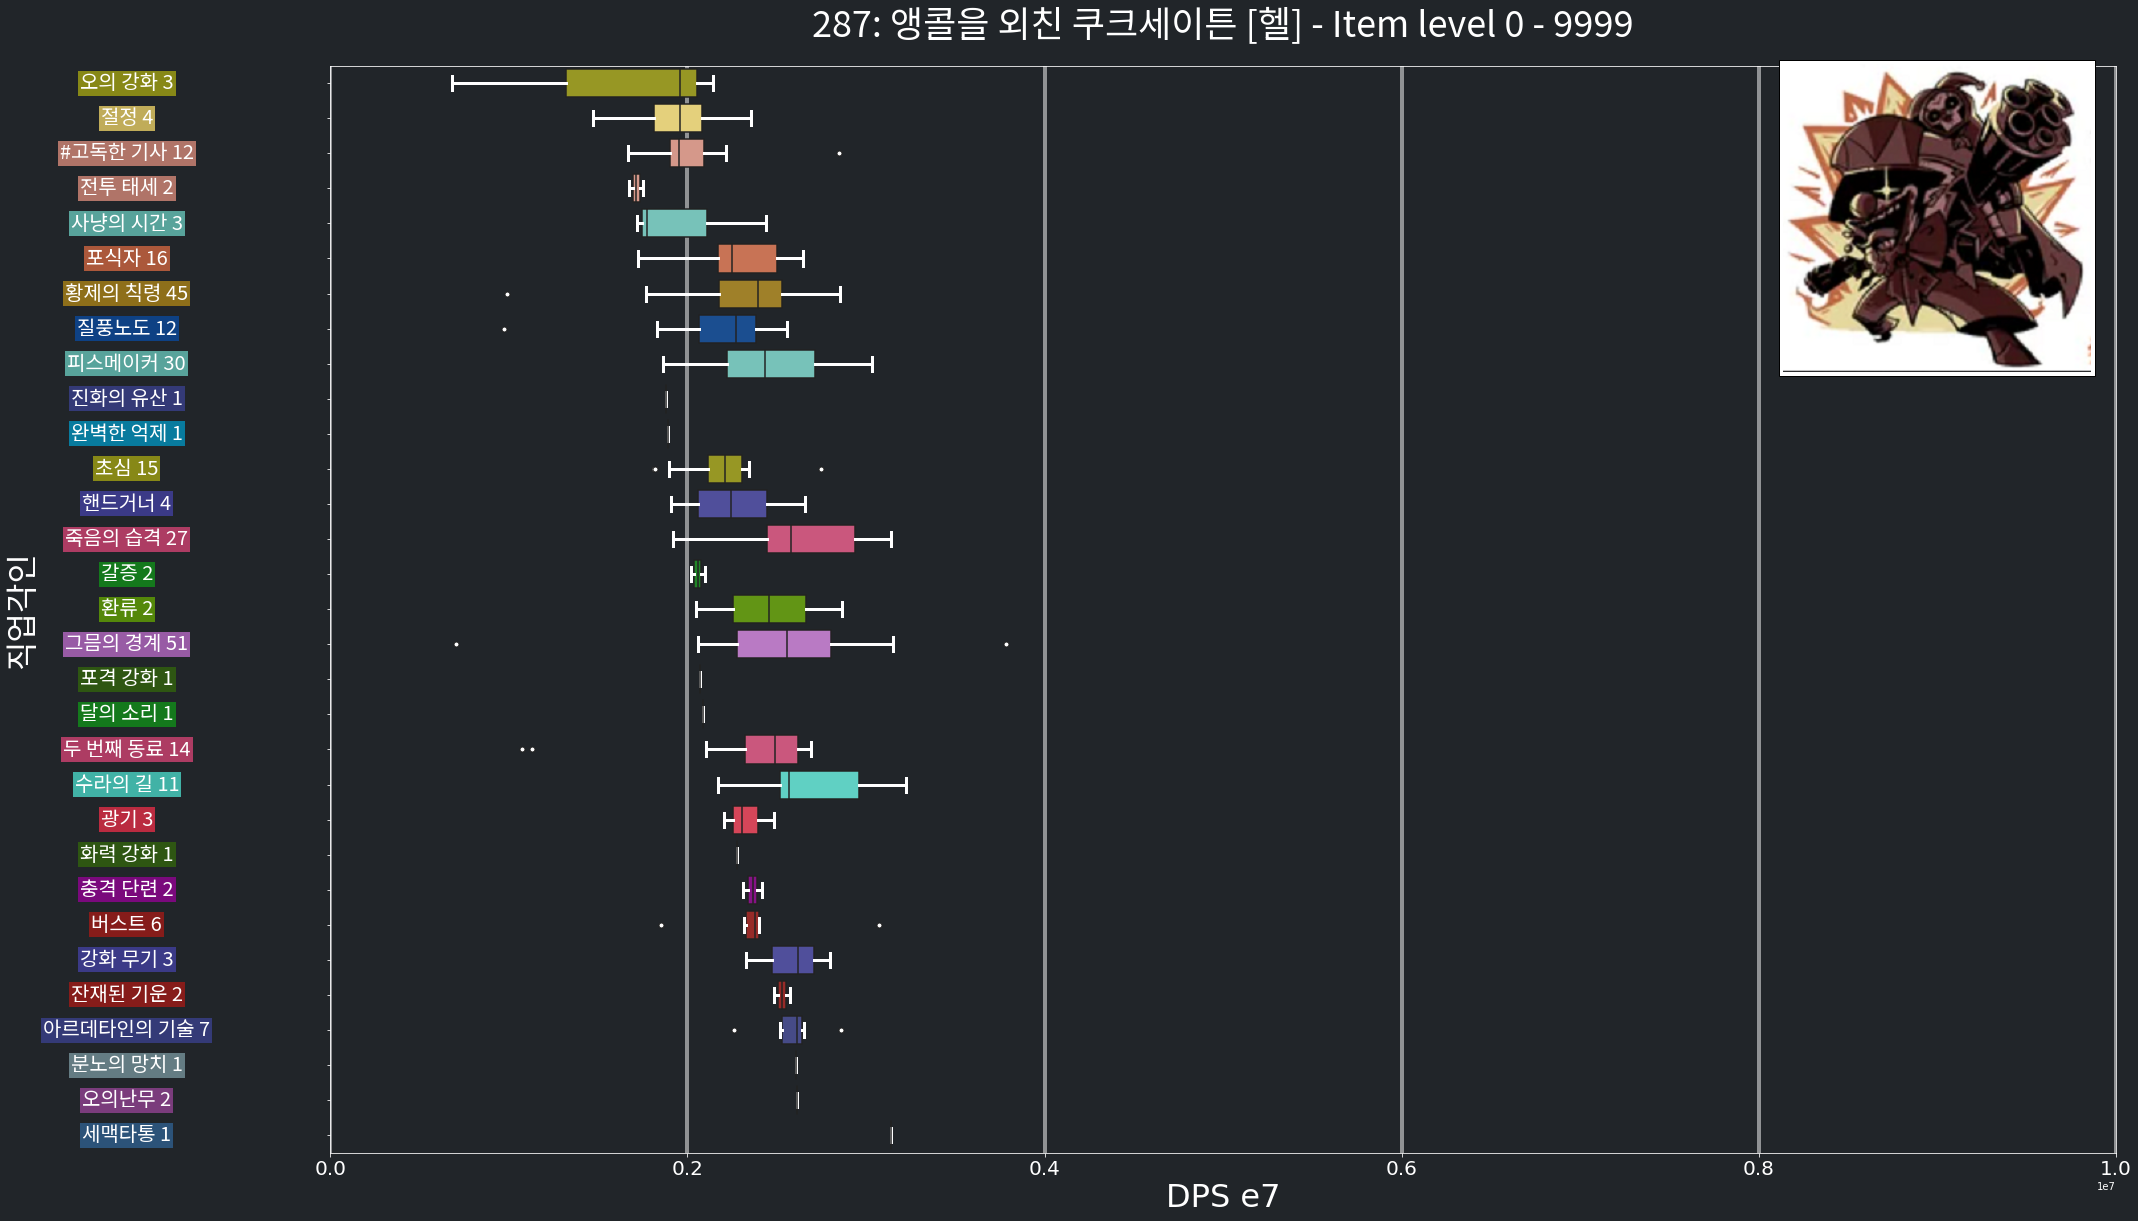 287: 앵콜을 외친 쿠크세이튼 [헬] - Item level 0 - 9999
직업각인
오의 강화 3
절정 4
#고독한 기사 12
전투 태세 2
사냥의 시간 3
포식자 16
황제의 칙령 45
질풍노도 12
피스메이커 30
진화의 유산 1
완벽한 억제 1
초심 15
핸드거너 4
죽음의 습격 27
갈증 2
환류 2
그믐의 경계 51
포격 강화 1
달의 소리 1
두 번째 동료 14
수라의 길 11
광기 3
화력 강화 1
충격 단련 2
버스트 6
강화 무기 3
잔재된 기운 2
아르데타인의 기술 7
분노의 망치 1
오의난무 2
세맥타통 1
0.0 0.2 0.4 0.6 0.8 1.0
1e7
DPS e7